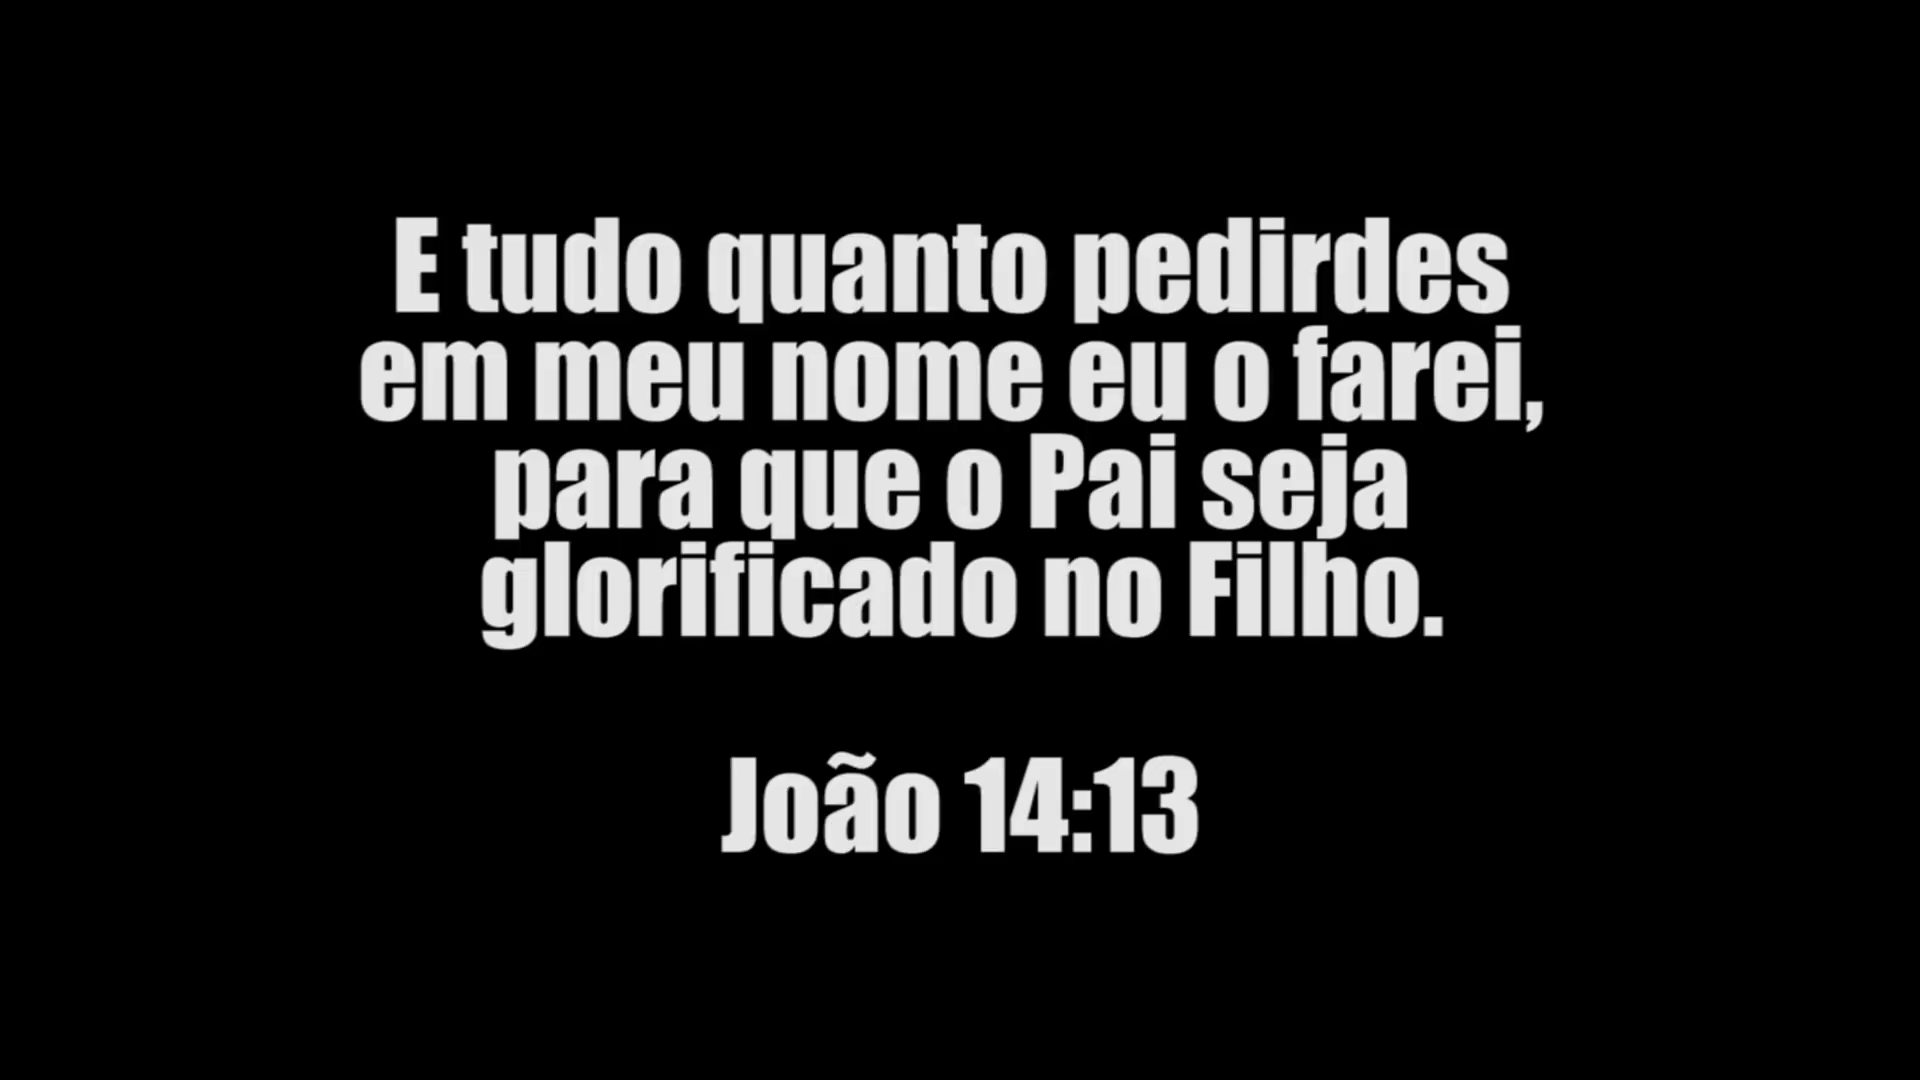 E tudo quanto pedirdes
em meu nome eu o farei,
para que o Pai seja
glorificado no Filho.
João 14:13